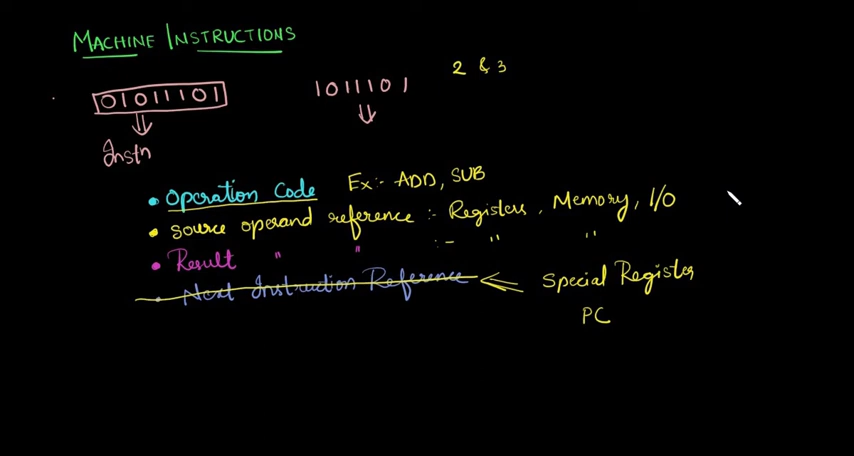 MACHINE INSTRUCTIONS
2 & 3
01011101 1011101
Instn
• Operation Code Ex:- ADD, SUB
• Source operand reference :- Registers, Memory, I/O
• Result " " :- " "
• Next Instruction Reference Special Register
PC